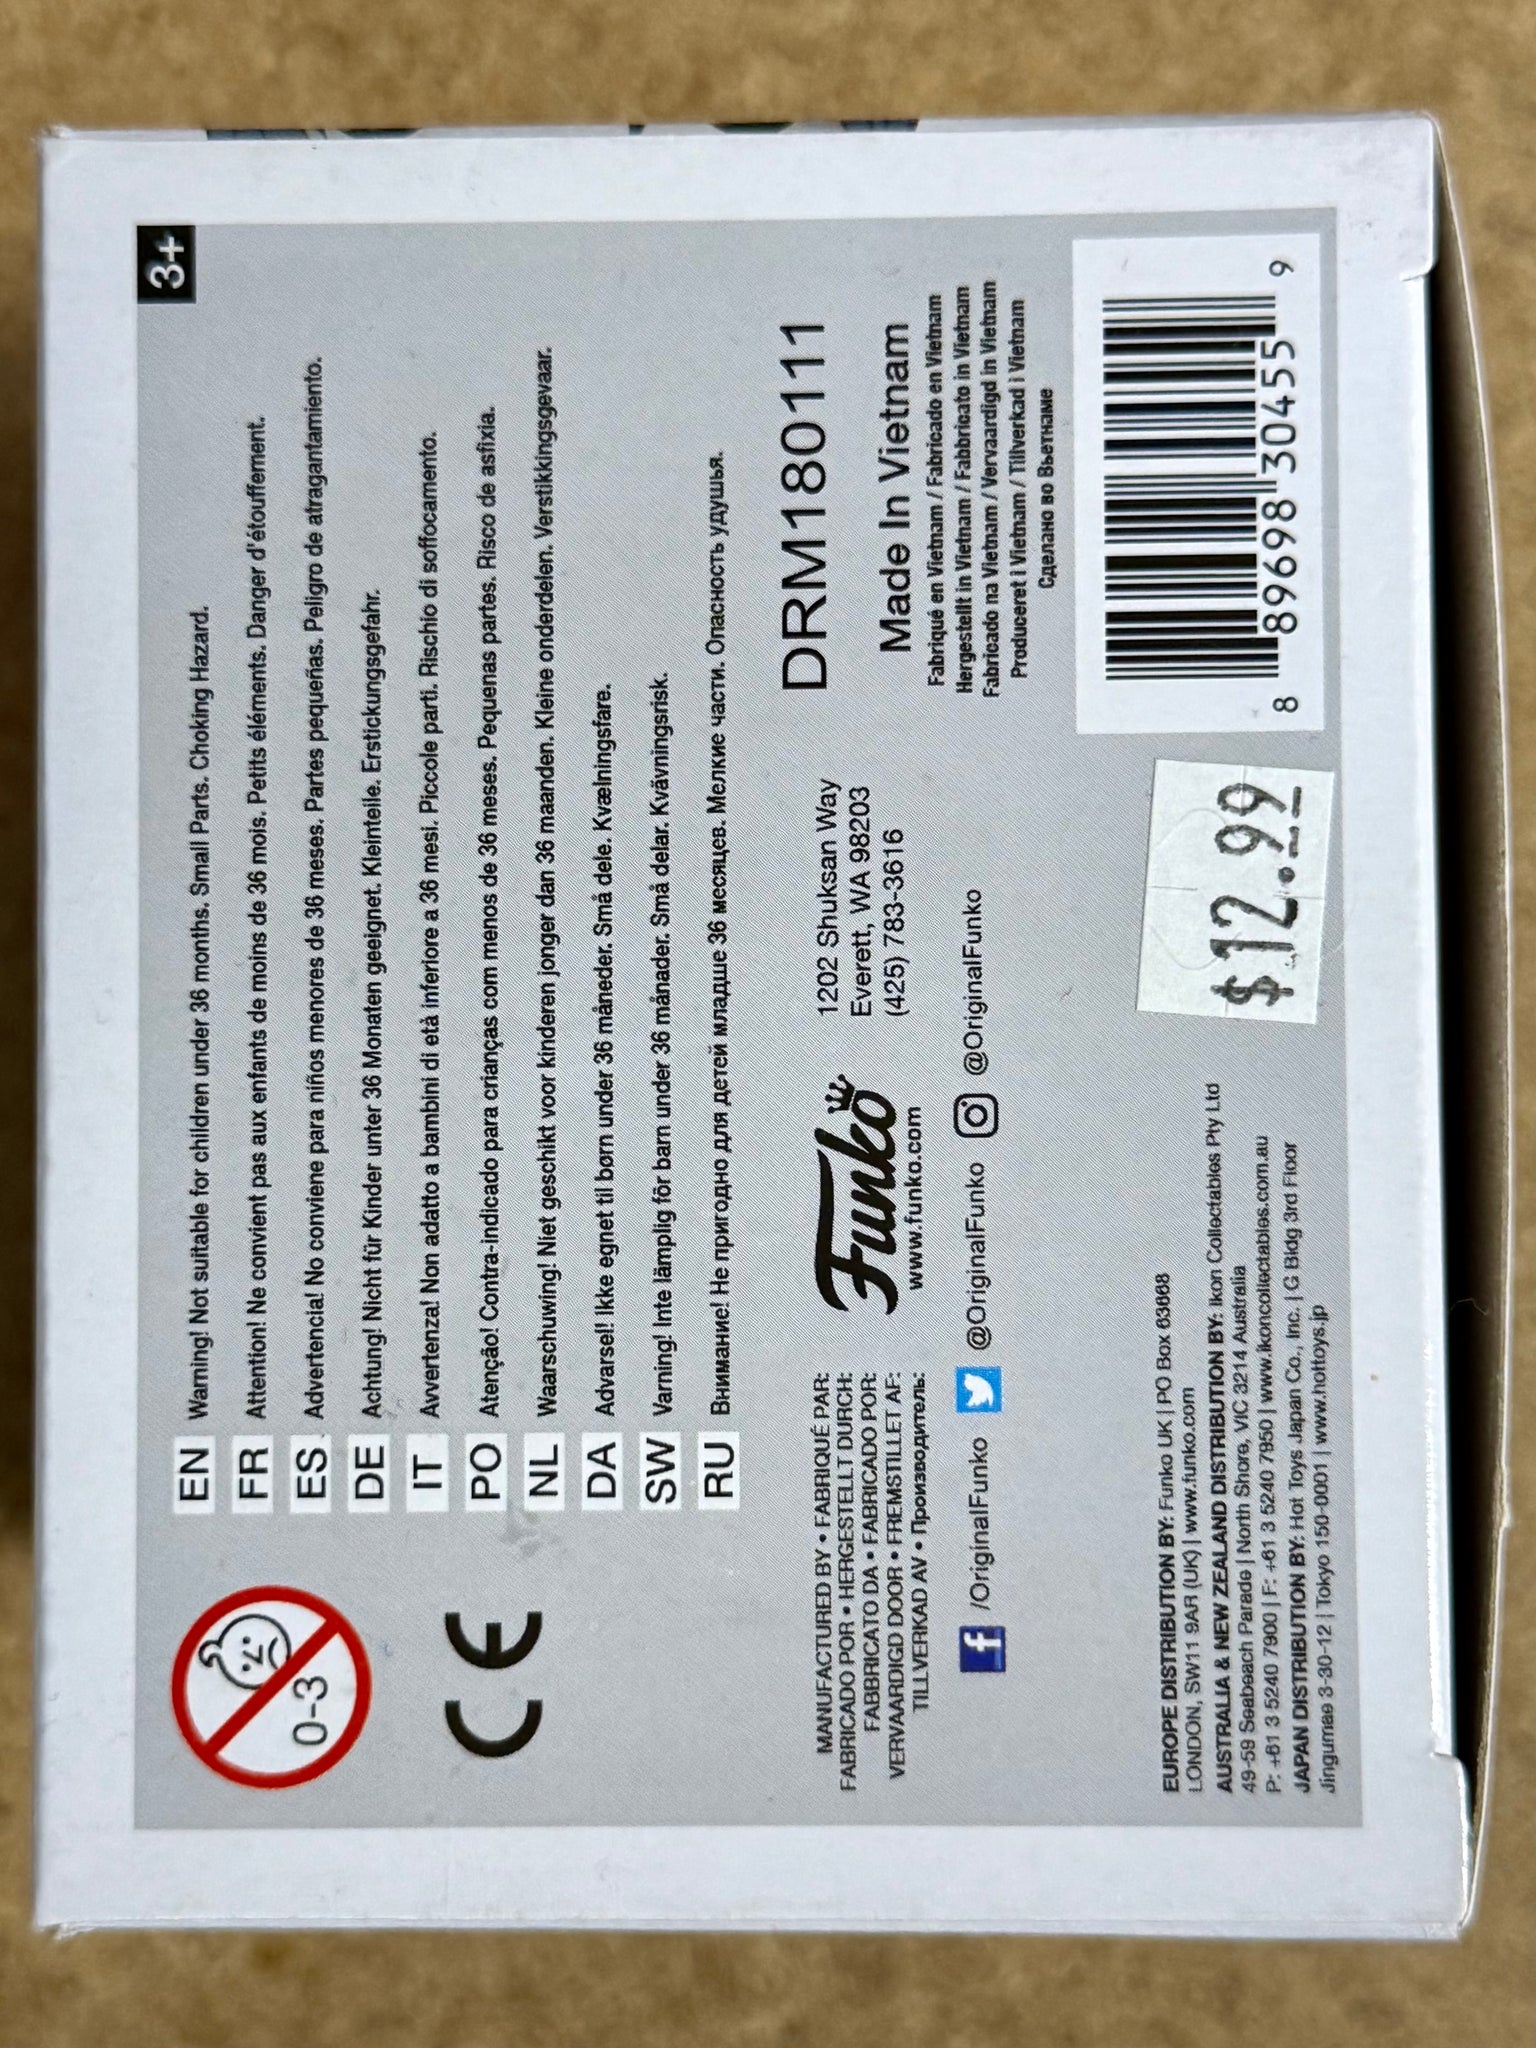 3+
0-3
CE
EN Warning! Not suitable for children under 36 months. Small Parts. Choking Hazard.
FR Attention! Ne convient pas aux enfants de moins de 36 mois. Petits éléments. Danger d'étouffement.
ES Advertencia! No conviene para niños menores de 36 meses. Partes pequeñas. Peligro de atragantamiento.
DE Achtung! Nicht für Kinder unter 36 Monaten geeignet. Kleinteile. Erstickungsgefahr.
IT Avvertenza! Non adatto a bambini di età inferiore a 36 mesi. Piccole parti. Rischio di soffocamento.
PO Atenção! Contra-indicado para crianças com menos de 36 meses. Pequenas partes. Risco de asfixia.
NL Waarschuwing! Niet geschikt voor kinderen jonger dan 36 maanden. Kleine onderdelen. Verstikkingsgevaar.
DA Advarsel! Ikke egnet til børn under 36 måneder. Små dele. Kvælningsfare.
SW Varning! Inte lämplig för barn under 36 månader. Små delar. Kvävningsrisk.
RU Внимание! Не пригодно для детей младше 36 месяцев. Мелкие части. Опасность удушья.
MANUFACTURED BY • FABRIQUÉ PAR:
FABRICADO POR • HERGESTELLT DURCH:
FABBRICATO DA • FABRICADO POR:
VERVAARDIGD DOOR • FREMSTILLET AF:
TILLVERKAD AV • Производитель:
Funko
www.funko.com
1202 Shuksan Way
Everett, WA 98203
(425) 783-3616
/OriginalFunko @OriginalFunko @OriginalFunko
DRM180111
Made In Vietnam
Fabriqué en Vietnam / Fabricado en Vietnam
Hergestellt in Vietnam / Fabbricato in Vietnam
Fabricado na Vietnam / Vervaardigd in Vietnam
Produceret i Vietnam / Tillverkad i Vietnam
Сделано во Вьетнаме
EUROPE DISTRIBUTION BY: Funko UK | PO Box 63668
LONDON, SW11 9AR (UK) | www.funko.com
AUSTRALIA & NEW ZEALAND DISTRIBUTION BY: Ikon Collectables Pty Ltd
49-59 Seabeach Parade | North Shore, VIC 3214 Australia
P: +61 3 5240 7900 | F: +61 3 5240 7950 | www.ikoncollectables.com.au
JAPAN DISTRIBUTION BY: Hot Toys Japan Co., Inc. | G Bldg 3rd Floor
Jingumae 3-30-12 | Tokyo 150-0001 | www.hottoys.jp
$12.99
8 89698 30455 9